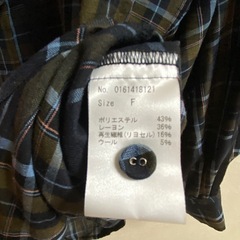 No. 0161418121
Size F
ポリエステル 43%
レーヨン 36%
再生繊維(リヨセル) 16%
ウール 5%